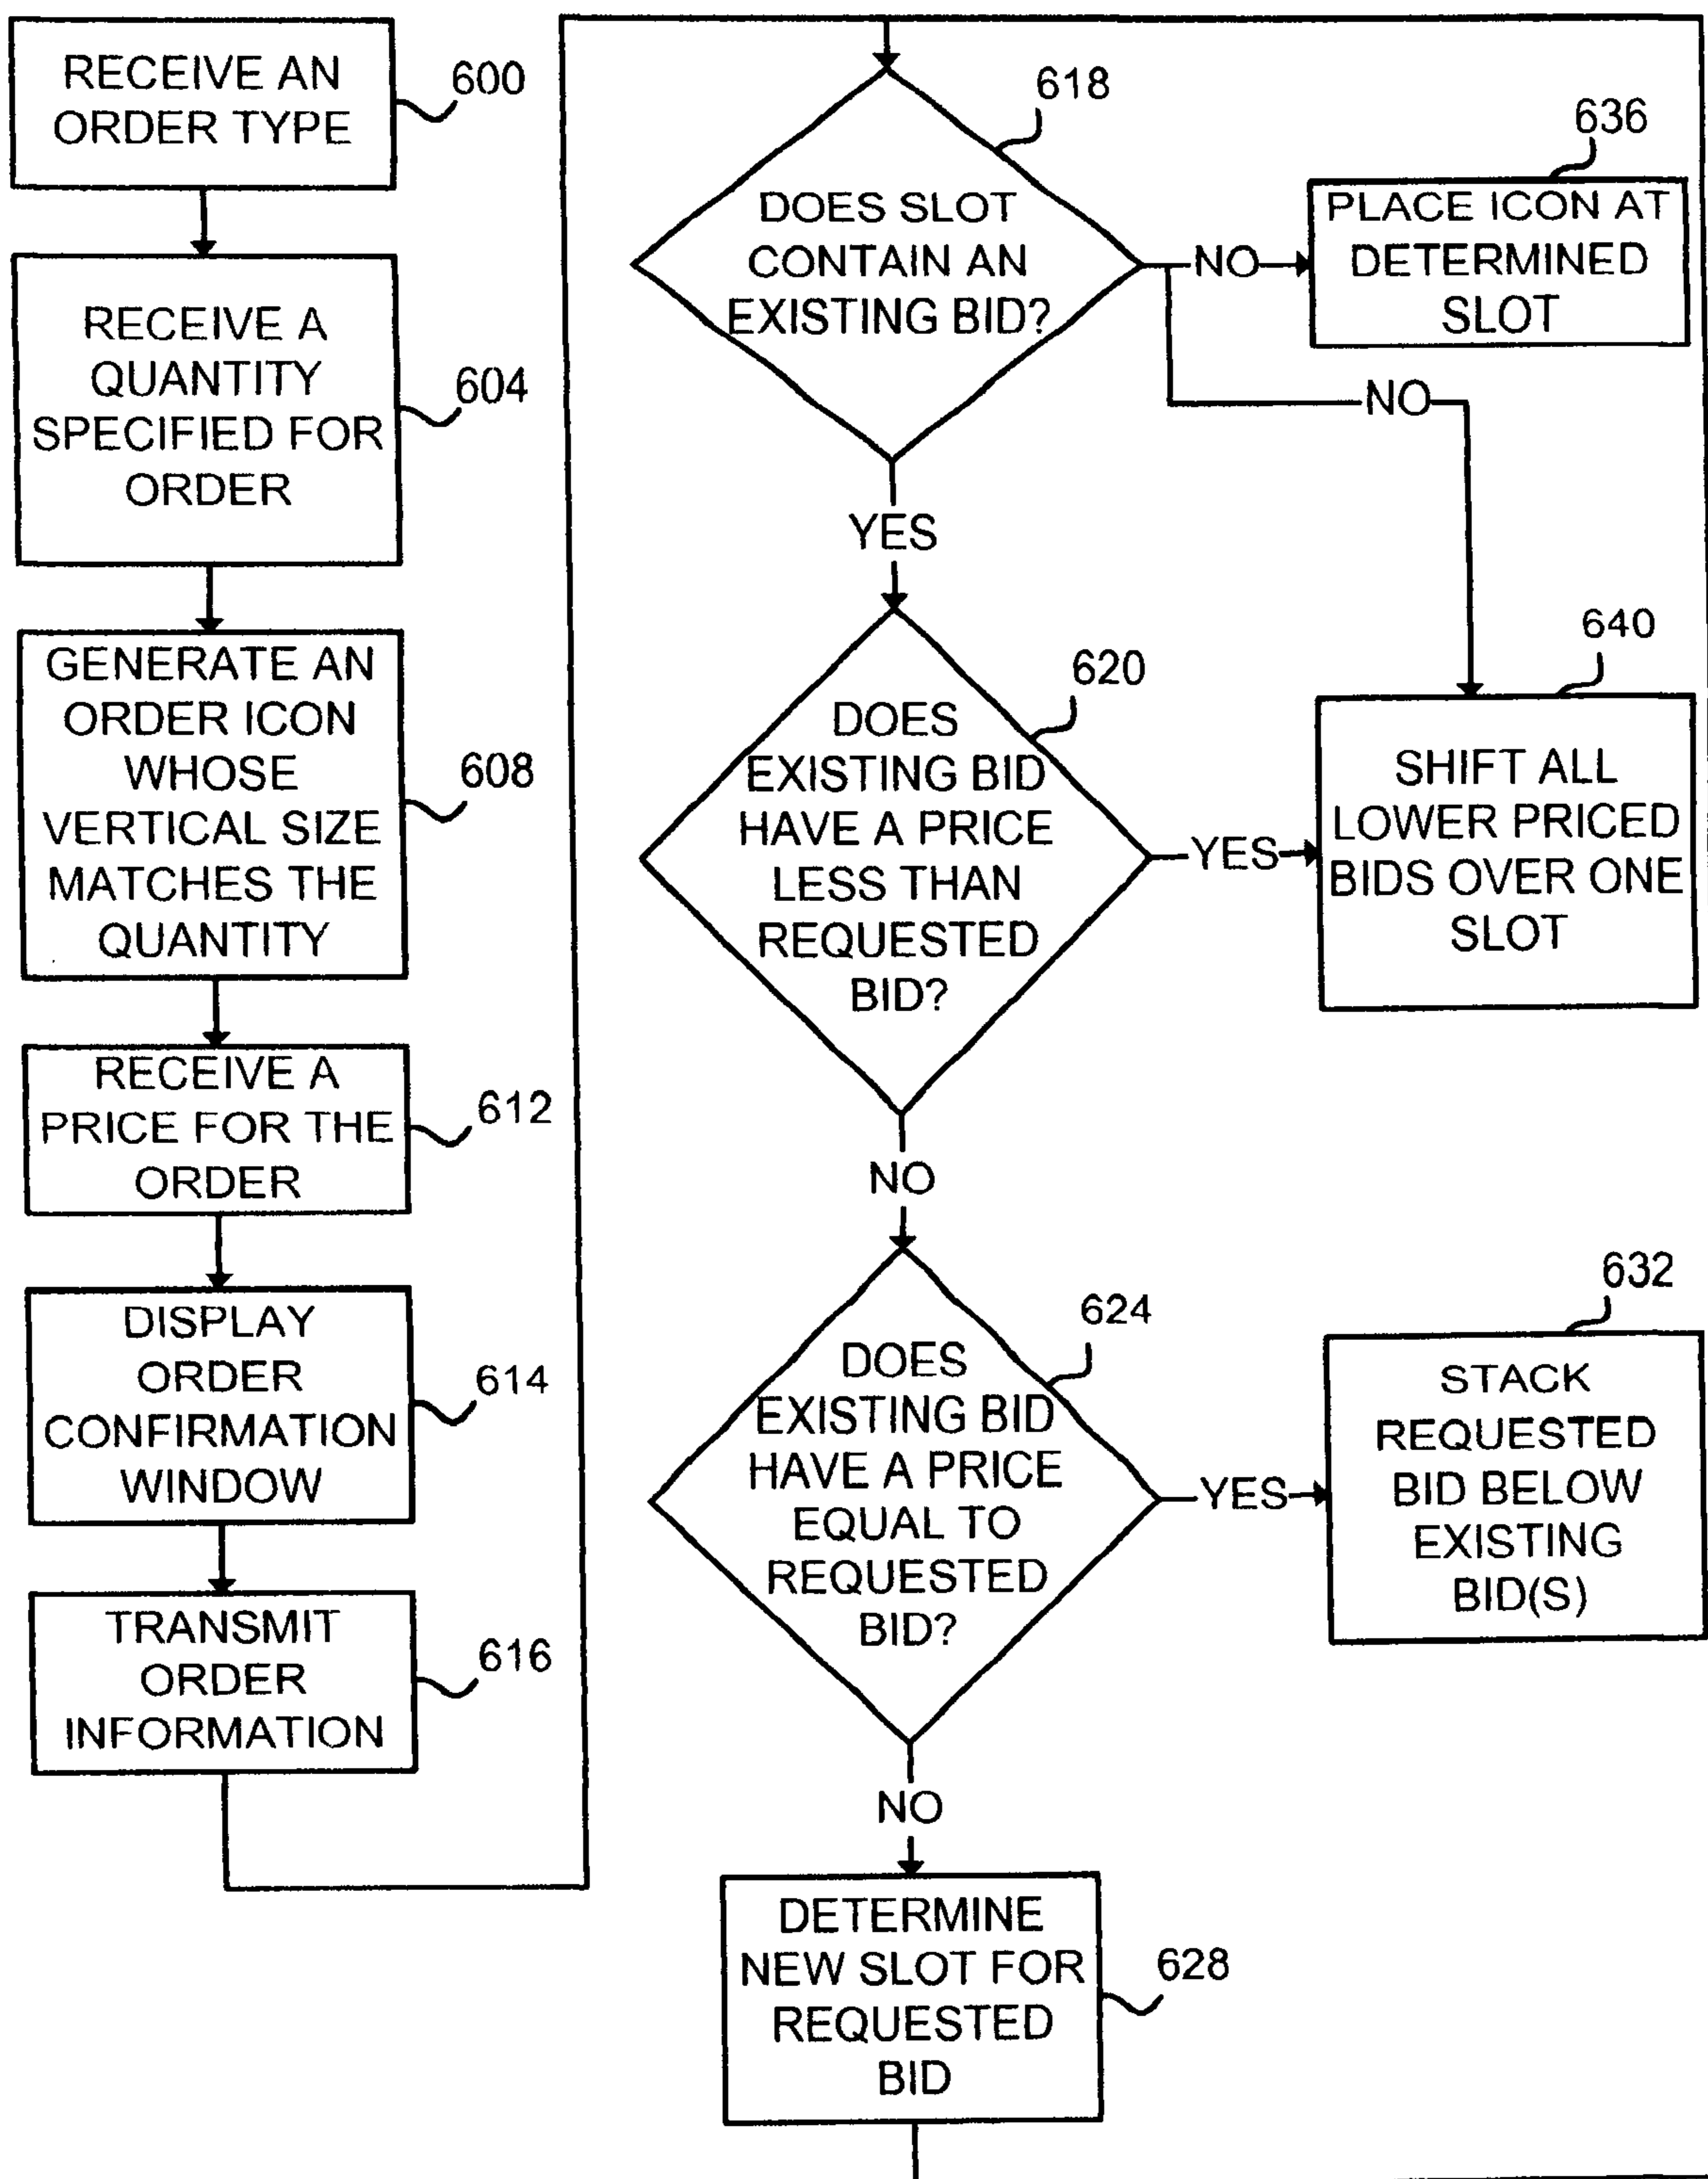 RECEIVE AN
ORDER TYPE
600
RECEIVE A
QUANTITY
SPECIFIED FOR
ORDER
604
GENERATE AN
ORDER ICON
WHOSE
VERTICAL SIZE
MATCHES THE
QUANTITY
608
RECEIVE A
PRICE FOR THE
ORDER
612
DISPLAY
ORDER
CONFIRMATION
WINDOW
614
TRANSMIT
ORDER
INFORMATION
616
618
DOES SLOT
CONTAIN AN
EXISTING BID?
NO
636
PLACE ICON AT
DETERMINED
SLOT
NO
YES
620
DOES
EXISTING BID
HAVE A PRICE
LESS THAN
REQUESTED
BID?
YES
640
SHIFT ALL
LOWER PRICED
BIDS OVER ONE
SLOT
NO
624
DOES
EXISTING BID
HAVE A PRICE
EQUAL TO
REQUESTED
BID?
YES
632
STACK
REQUESTED
BID BELOW
EXISTING
BID(S)
NO
DETERMINE
NEW SLOT FOR
REQUESTED
BID
628